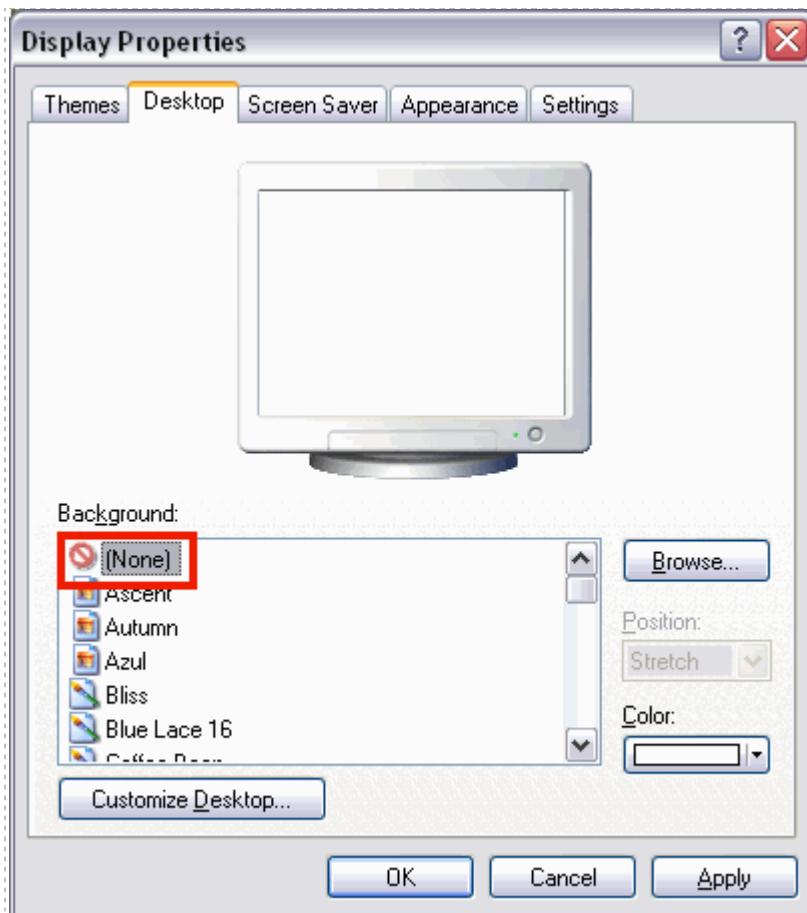 Display Properties
Themes Desktop Screen Saver Appearance Settings
Background:
(None)
Ascent
Autumn
Azul
Bliss
Blue Lace 16
Browse...
Position:
Stretch
Color:
Customize Desktop...
OK Cancel Apply